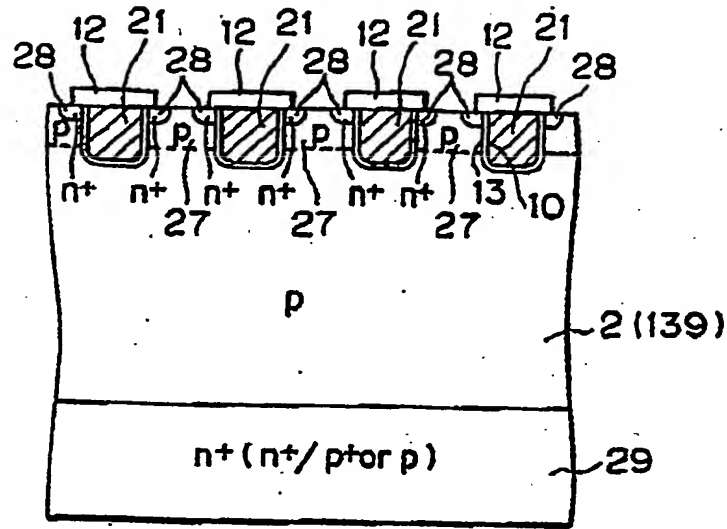 12 21 12 21 12 21 12 21
28 28 28 28 28
p p p p
n+ n+ n+ n+ n+ n+ 13 10
27 27 27
p
2 (139)
n+ (n+/p+ or p) 29